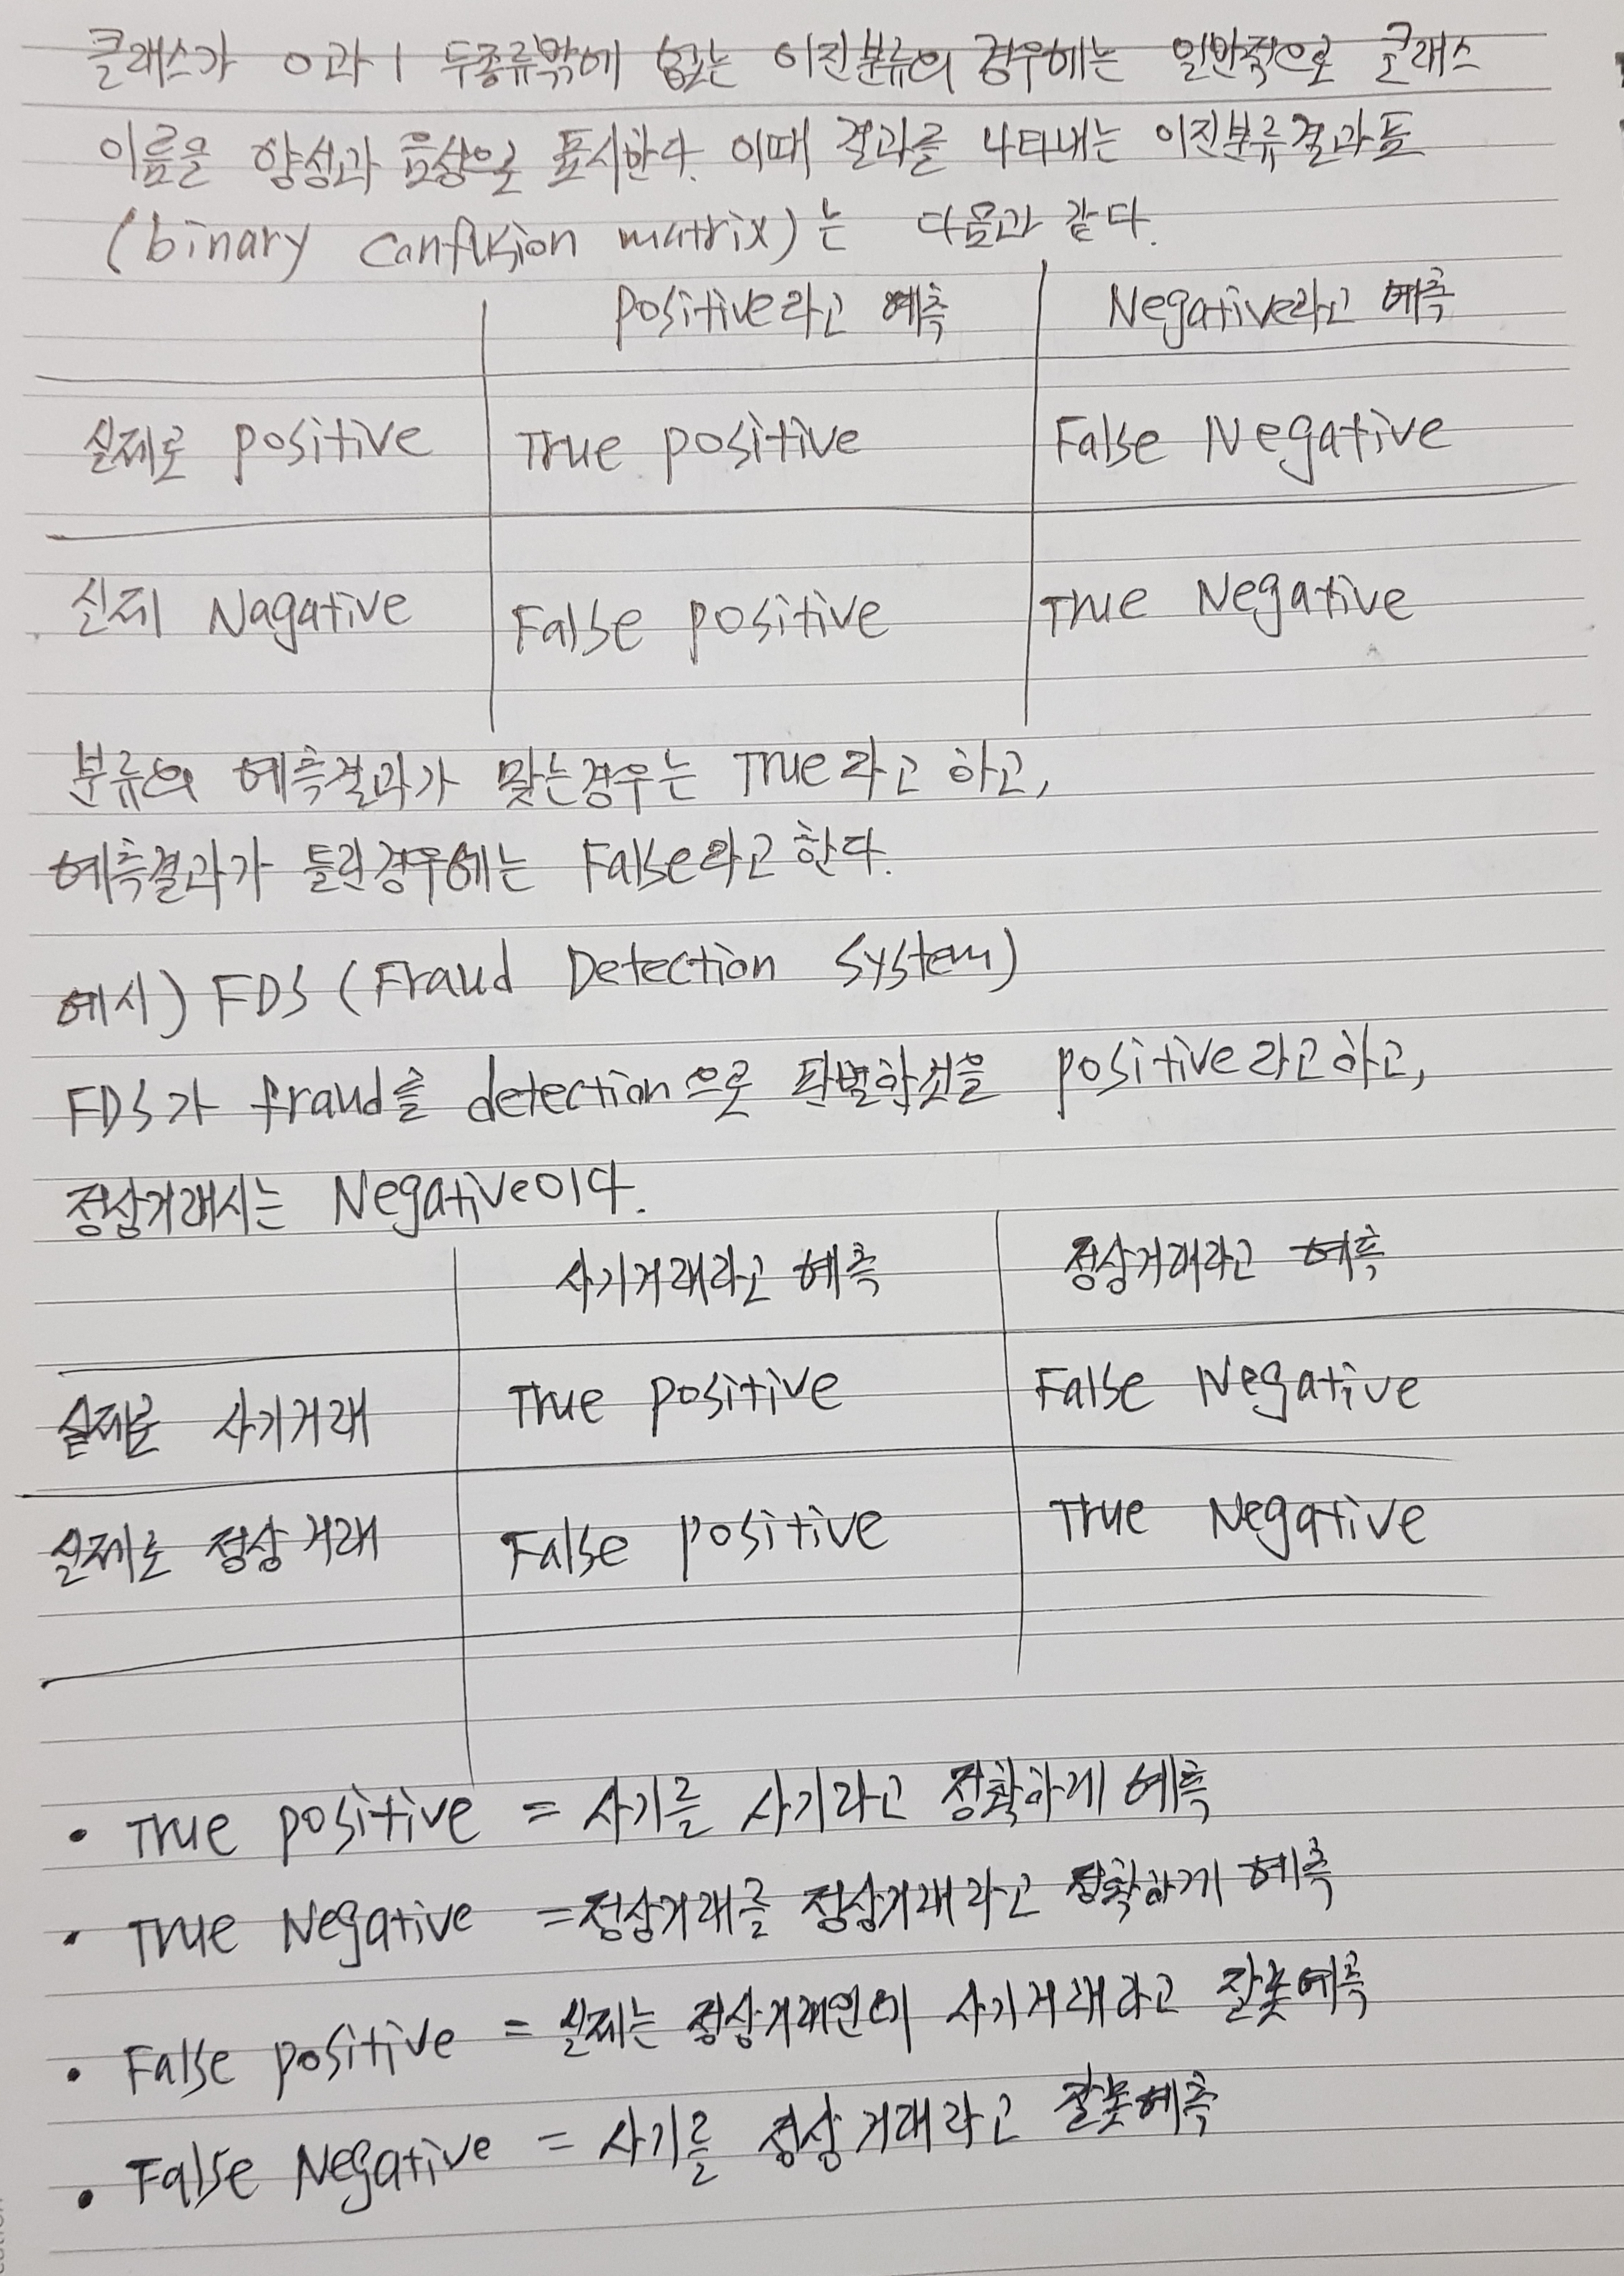 클래스가 0과 1 두종류밖에 없는 이진분류의 경우에는 일반적으로 클래스
이름을 양성과 음성으로 표시한다. 이때 결과를 나타내는 이진분류결과표
(binary confusion matrix)는 다음과 같다.
positive라고 예측 Negative라고 예측
실제로 positive True positive False Negative
실제 Nagative False positive True Negative
분류의 예측결과가 맞는경우는 True라고 하고,
예측결과가 틀린경우에는 False라고한다.
예시) FDS (Fraud Detection System)
FDS가 fraud를 detection으로 판별한것을 positive라고하고,
정상거래시는 Negative이다.
사기거래라고 예측 정상거래라고 예측
실제로 사기거래 True positive False Negative
실제로 정상거래 False positive True Negative
• True positive = 사기를 사기라고 정확하게 예측
• True Negative = 정상거래를 정상거래라고 정확하게 예측
• False positive = 실제는 정상거래인데 사기거래라고 잘못예측
• False Negative = 사기를 정상거래라고 잘못예측